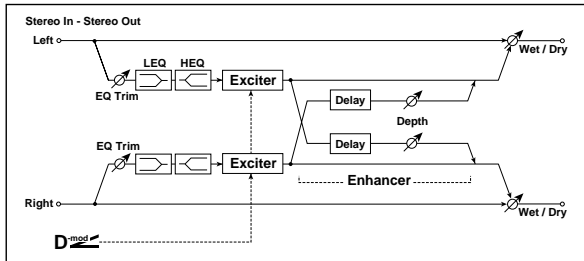 Stereo In - Stereo Out
Left
Wet / Dry
LEQ HEQ
EQ Trim
Exciter
Delay
Depth
EQ Trim
Delay
Exciter
Enhancer
Right
Wet / Dry
D-mod